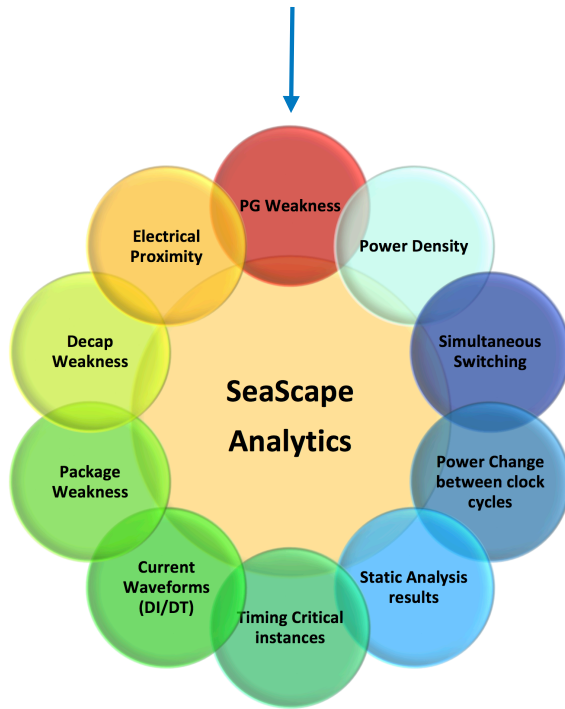 PG Weakness
Power Density
Simultaneous
Switching
Power Change
between clock
cycles
Static Analysis
results
Timing Critical
instances
Current
Waveforms
(DI/DT)
Package
Weakness
Decap
Weakness
Electrical
Proximity
SeaScape
Analytics